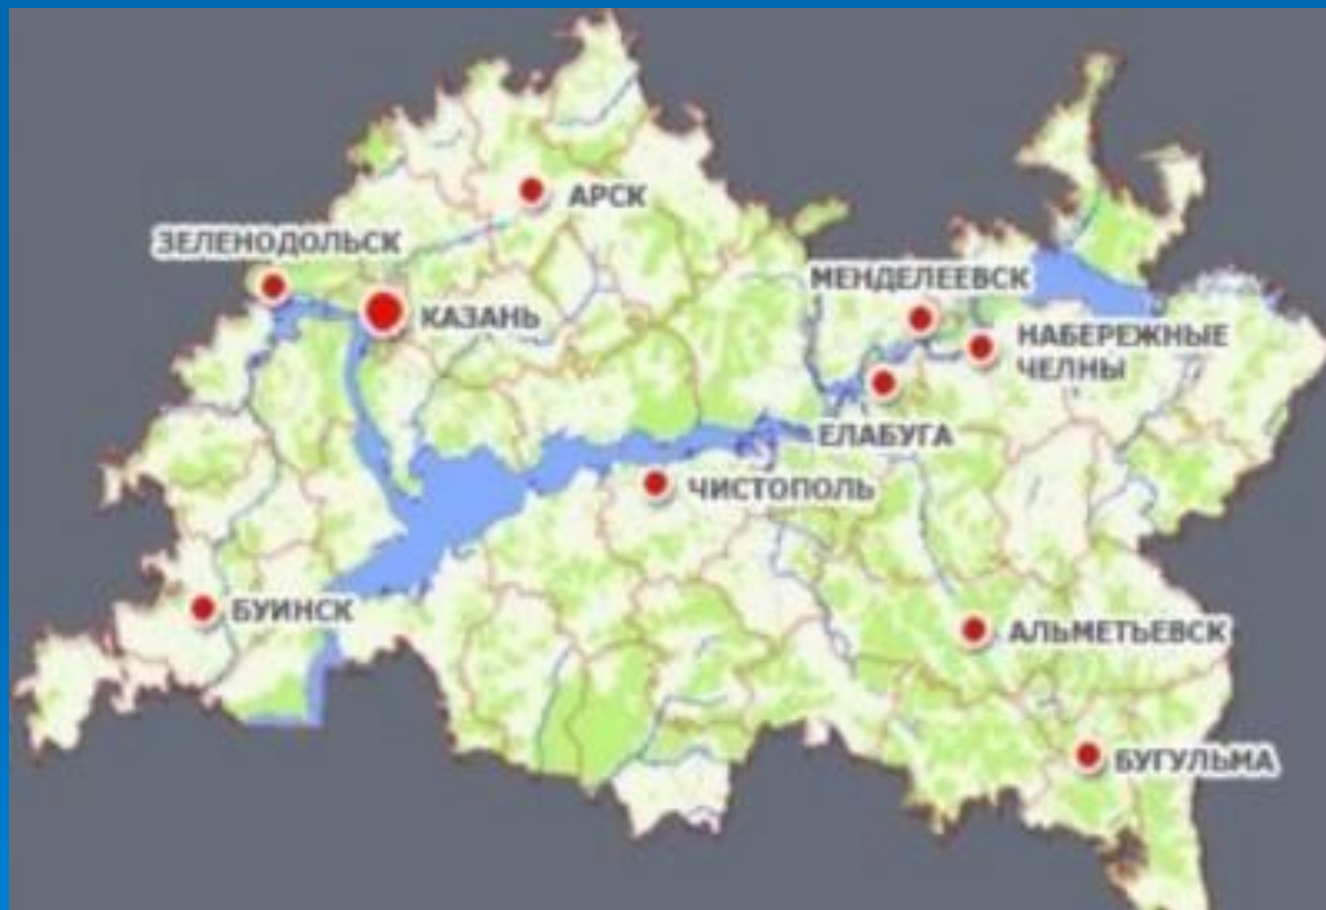 АРСК
ЗЕЛЕНОДОЛЬСК
МЕНДЕЛЕЕВСК
КАЗАНЬ
НАБЕРЕЖНЫЕ
ЧЕЛНЫ
ЕЛАБУГА
ЧИСТОПОЛЬ
БУИНСК
АЛЬМЕТЬЕВСК
БУГУЛЬМА